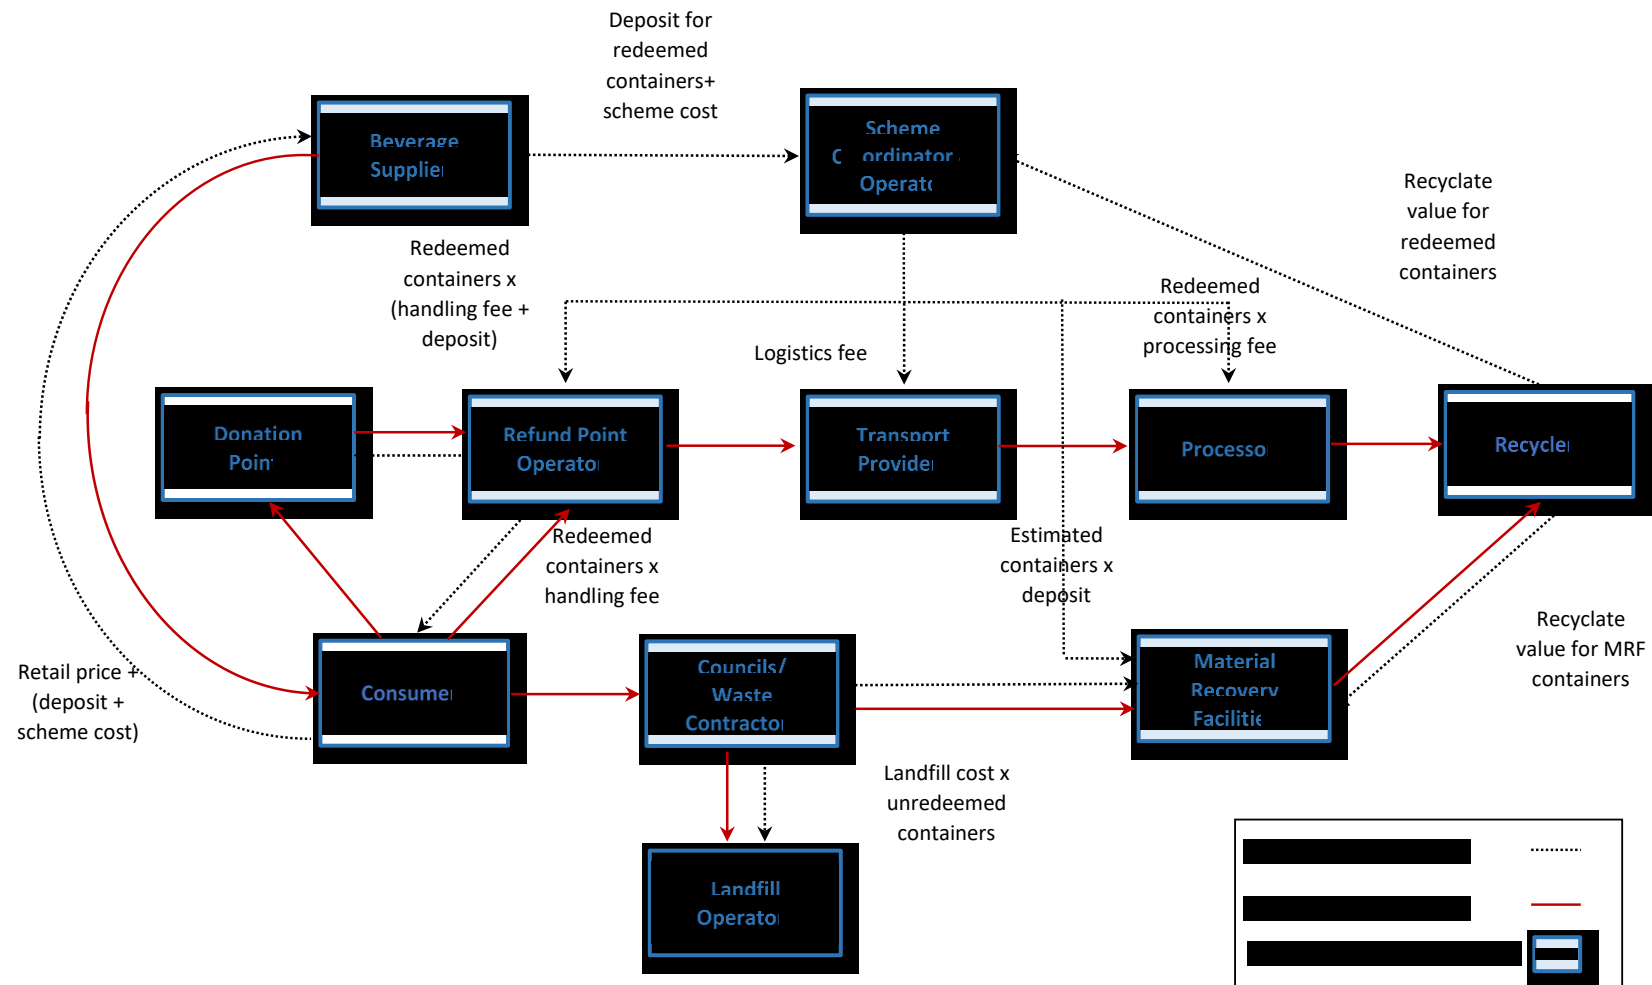 Deposit for
redeemed
containers+
scheme cost
Beverage
Supplier
Scheme
Coordinator
Operato
Recyclate
value for
redeemed
containers
Redeemed
containers x
(handling fee +
deposit)
Logistics fee
Redeemed
containers x
processing fee
Donation
Point
Refund Point
Operator
Transport
Provider
Processor
Recycler
Redeemed
containers x
handling fee
Estimated
containers x
deposit
Retail price +
(deposit +
scheme cost)
Consumer
Councils/
Waste
Contractor
Material
Recovery
Facilitie
Recyclate
value for MRF
containers
Landfill cost x
unredeemed
containers
Landfill
Operator